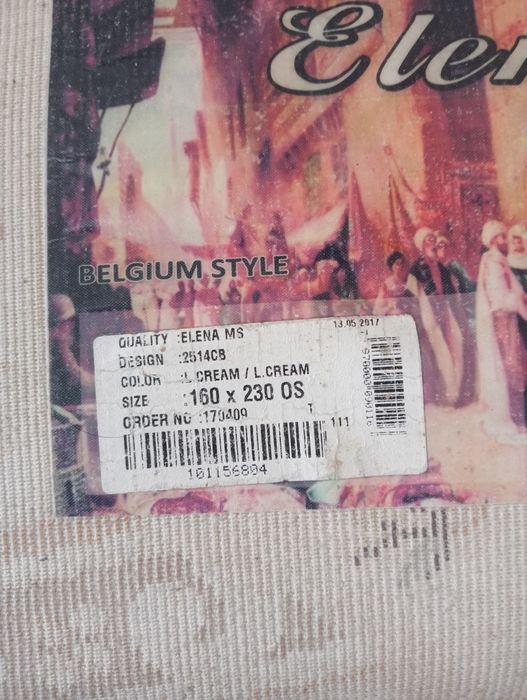 Elen
BELGIUM STYLE
13.05.2017
QUALITY :ELENA MS
DESIGN :2514CB
COLOR :L.CREAM / L.CREAM
SIZE :160 x 230 OS
ORDER NO :170409
T
111
101156804